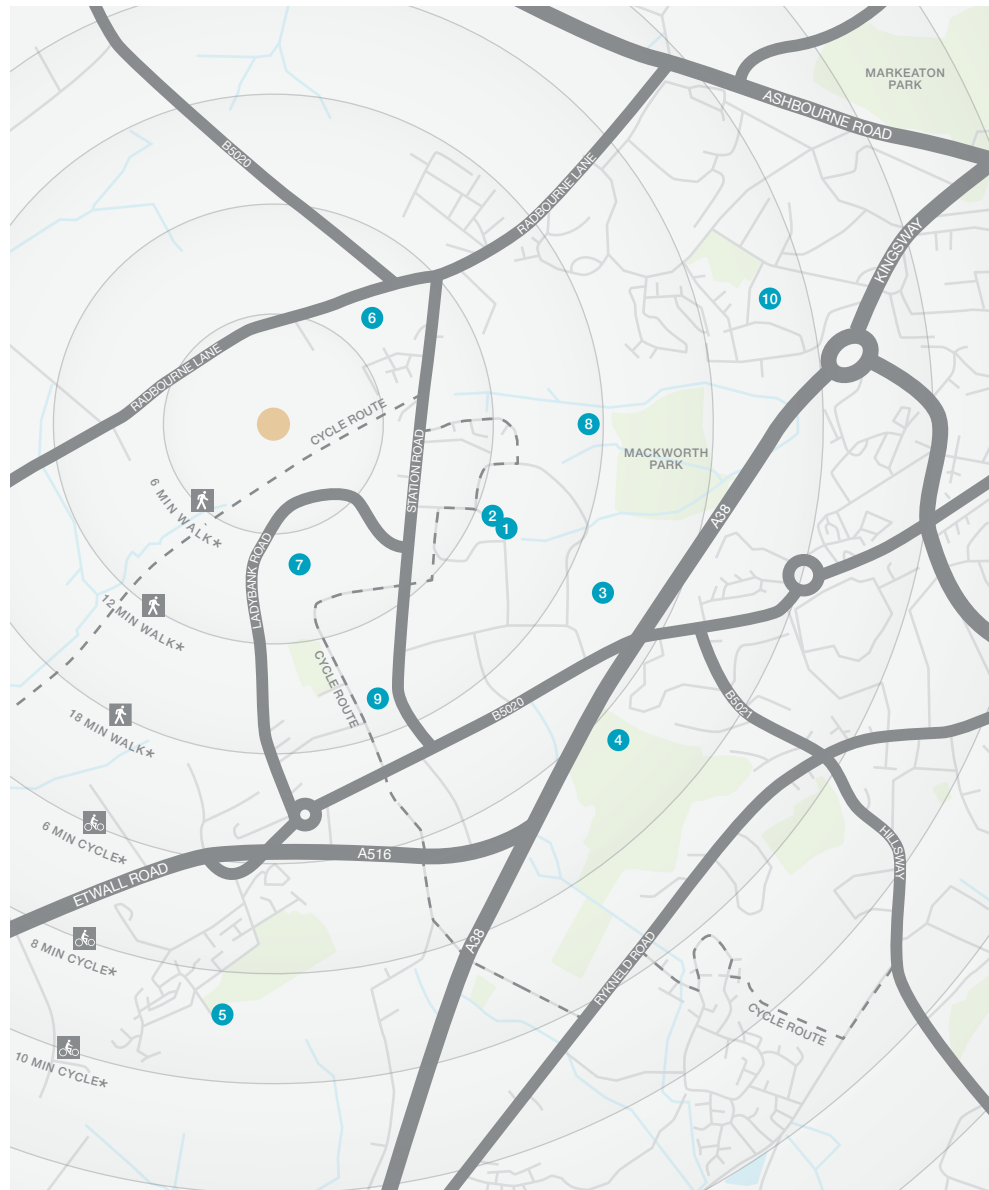 MARKEATON
PARK
ASHBOURNE ROAD
B5020
RADBOURNE LANE
KINGSWAY
10
6
RADBOURNE LANE
CYCLE ROUTE
8
STATION ROAD
MACKWORTH
PARK
6 MIN WALK*
A38
2
1
LADYBANK ROAD
7
3
12 MIN WALK*
CYCLE ROUTE
9
B5020
B5021
18 MIN WALK*
4
6 MIN CYCLE*
A516
HILLSWAY
ETWALL ROAD
8 MIN CYCLE*
A38
RYKNELD ROAD
5
CYCLE ROUTE
10 MIN CYCLE*